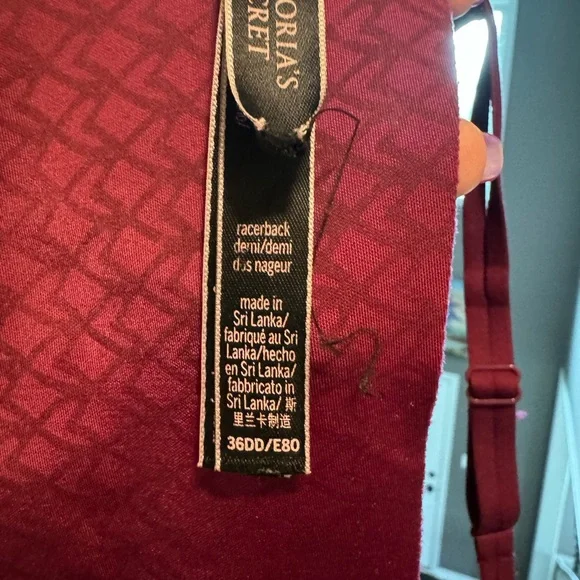 ORIA'S
CRET
racerback
demi/demi
dos nageur
made in
Sri Lanka/
fabriqué au Sri
Lanka/hecho
en Sri Lanka/
fabbricato in
Sri Lanka/ 斯
里兰卡制造
36DD/E80